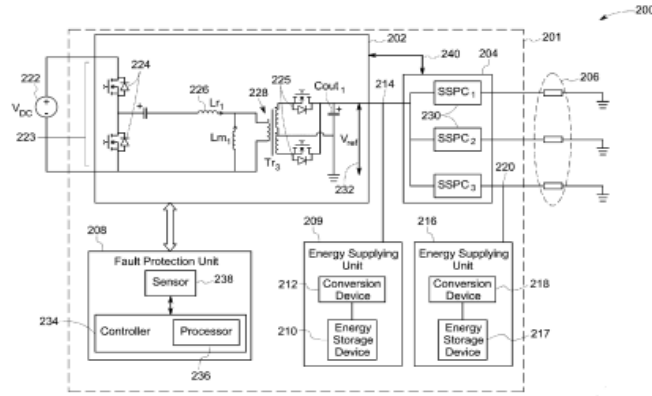 200
202
201
240
204
224
214
206
222
226
Lr1
228
225
Cout 1
SSPC1
VDC
230
223
Lm1
Vref
SSPC2
Tr3
232
220
SSPC3
208
209
216
Fault Protection Unit
Energy Supplying
Unit
Energy Supplying
Unit
Sensor
238
212
Conversion
Device
Conversion
Device
218
234
Controller
Processor
210
Energy
Storage
Device
Energy
Storage
Device
217
236